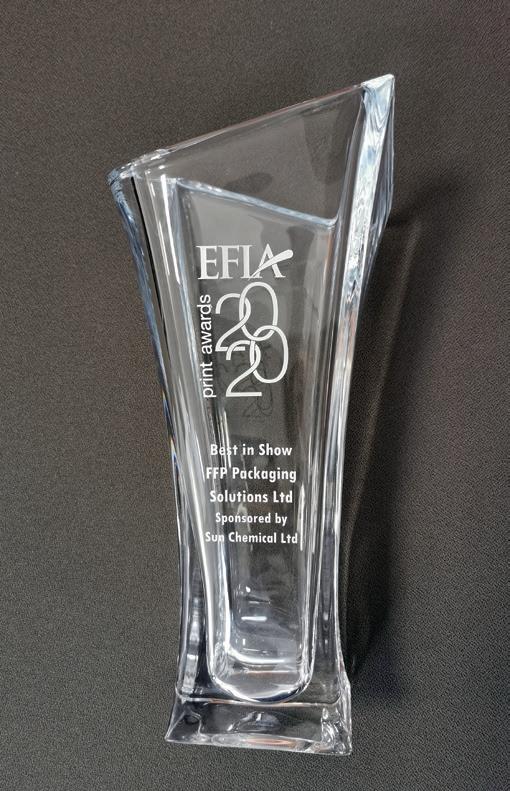 EFIA
print awards
2020
Best in Show
FFP Packaging
Solutions Ltd
Sponsored by
Sun Chemical Ltd